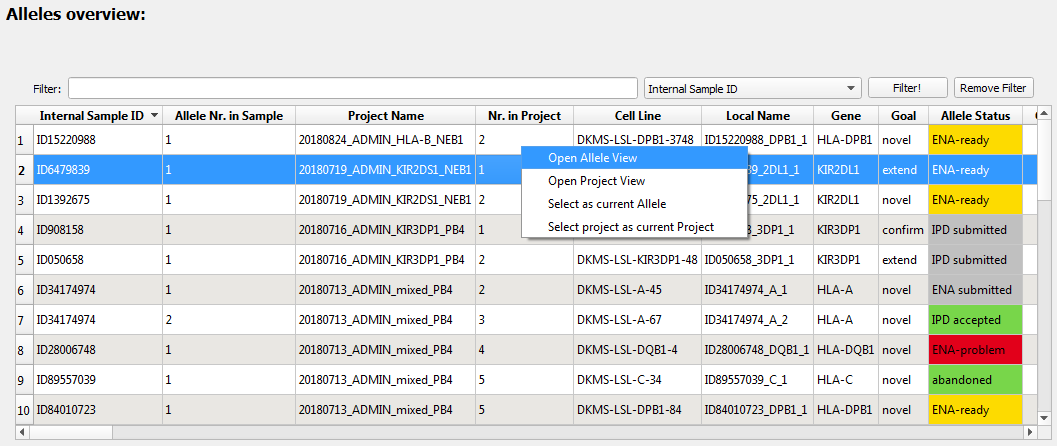 Alleles overview:
Filter: Internal Sample ID Filter! Remove Filter
Internal Sample ID Allele Nr. in Sample Project Name Nr. in Project Cell Line Local Name Gene Goal Allele Status
1 ID15220988 1 20180824_ADMIN_HLA-B_NEB1 2 DKMS-LSL-DPB1-3748 ID15220988_DPB1_1 HLA-DPB1 novel ENA-ready
2 ID6479839 1 20180719_ADMIN_KIR2DS1_NEB1 1 Open Allele View 39_2DL1_1 KIR2DL1 extend ENA-ready
Open Project View
3 ID1392675 1 20180719_ADMIN_KIR2DS1_NEB1 2 Select as current Allele 75_2DL1_1 KIR2DL1 novel ENA-ready
4 ID908158 1 20180716_ADMIN_KIR3DP1_PB4 1 Select project as current Project _3DP1_1 KIR3DP1 confirm IPD submitted
5 ID050658 1 20180716_ADMIN_KIR3DP1_PB4 2 DKMS-LSL-KIR3DP1-48 ID050658_3DP1_1 KIR3DP1 extend IPD submitted
6 ID34174974 1 20180713_ADMIN_mixed_PB4 2 DKMS-LSL-A-45 ID34174974_A_1 HLA-A novel ENA submitted
7 ID34174974 2 20180713_ADMIN_mixed_PB4 3 DKMS-LSL-A-67 ID34174974_A_2 HLA-A novel IPD accepted
8 ID28006748 1 20180713_ADMIN_mixed_PB4 4 DKMS-LSL-DQB1-4 ID28006748_DQB1_1 HLA-DQB1 novel ENA-problem
9 ID89557039 1 20180713_ADMIN_mixed_PB4 5 DKMS-LSL-C-34 ID89557039_C_1 HLA-C novel abandoned
10 ID84010723 1 20180713_ADMIN_mixed_PB4 5 DKMS-LSL-DPB1-84 ID84010723_DPB1_1 HLA-DPB1 novel ENA-ready